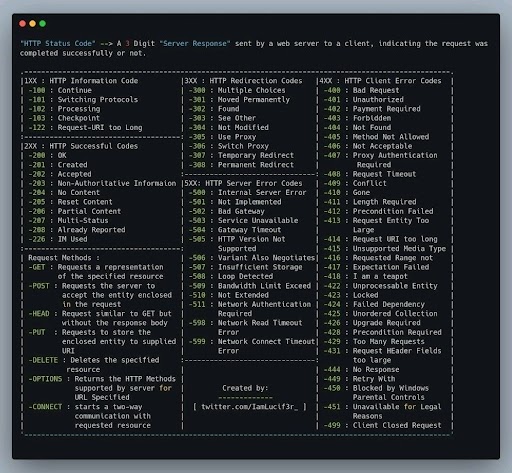 "HTTP Status Code" --> A 3 Digit "Server Response" sent by a web server to a client, indicating the request was
completed successfully or not.
1XX : HTTP Information Code
-100 : Continue
-101 : Switching Protocols
-102 : Processing
-103 : Checkpoint
-122 : Request-URI too Long
2XX : HTTP Successful Codes
-200 : OK
-201 : Created
-202 : Accepted
-203 : Non-Authoritative Informaion
-204 : No Content
-205 : Reset Content
-206 : Partial Content
-207 : Multi-Status
-208 : Already Reported
-226 : IM Used
Request Methods :
-GET : Requests a representation
of the specified resource
-POST : Requests the server to
accept the entity enclosed
in the request
-HEAD : Request similar to GET but
without the response body
-PUT : Requests to store the
enclosed entity to supplied
URI
-DELETE : Deletes the specified
resource
-OPTIONS : Returns the HTTP Methods
supported by server for
URL Specified
-CONNECT : starts a two-way
communication with
requested resource
3XX : HTTP Redirection Codes
-300 : Multiple Choices
-301 : Moved Permanently
-302 : Found
-303 : See Other
-304 : Not Modified
-305 : Use Proxy
-306 : Switch Proxy
-307 : Temporary Redirect
-308 : Permanent Redirect
5XX: HTTP Server Error Codes
-500 : Internal Server Error
-501 : Not Implemented
-502 : Bad Gateway
-503 : Service Unavailable
-504 : Gateway Timeout
-505 : HTTP Version Not
Supported
-506 : Variant Also Negotiates
-507 : Insufficient Storage
-508 : Loop Detected
-509 : Bandwidth Limit Exceed
-510 : Not Extended
-511 : Network Authentication
Required
-598 : Network Read Timeout
Error
-599 : Network Connect Timeout
Error
Created by:
[ twitter.com/IamLucif3r_ ]
4XX : HTTP Client Error Codes
-400 : Bad Request
-401 : Unauthorized
-402 : Payment Required
-403 : Forbidden
-404 : Not Found
-405 : Method Not Allowed
-406 : Not Acceptable
-407 : Proxy Authentication
Required
-408 : Request Timeout
-409 : Conflict
-410 : Gone
-411 : Length Required
-412 : Precondition Failed
-413 : Request Entity Too
Large
-414 : Request URI too long
-415 : Unsupported Media Type
-416 : Requested Range not
-417 : Expectation Failed
-418 : I am a teapot
-422 : Unprocessable Entity
-423 : Locked
-424 : Failed Dependency
-425 : Unordered Collection
-426 : Upgrade Required
-428 : Precondition Required
-429 : Too Many Requests
-431 : Request HEader Fields
too large
-444 : No Response
-449 : Retry With
-450 : Blocked by Windows
Parental Controls
-451 : Unavailable for Legal
Reasons
-499 : Client Closed Request